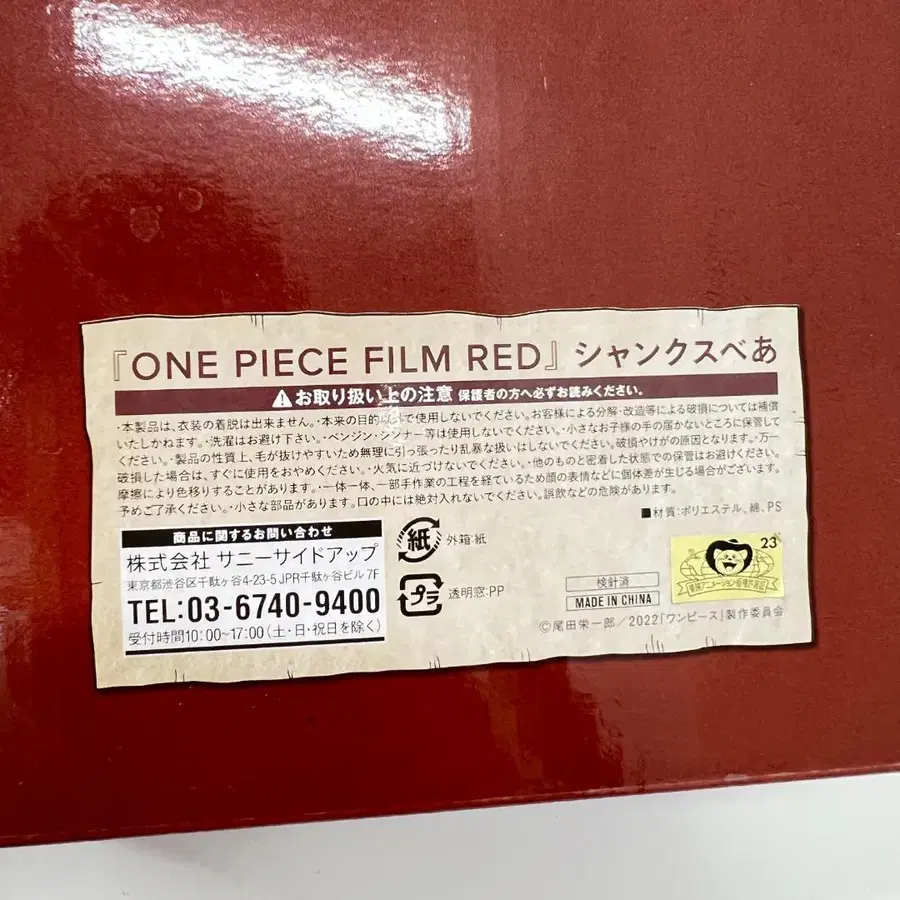 『ONE PIECE FILM RED』シャンクスべあ
お取り扱い上の注意 保護者の方へ必ずお読みください。
・本製品は、衣装の着脱は出来ません。・本来の目的以外で使用しないでください。お客様による分解・改造等による破損については補償
いたしかねます。・洗濯はお避け下さい。・ベンジン・シンナー等は使用しないでください。・小さなお子様の手の届かないところに保管して
ください。・製品の性質上、毛が抜けやすいため無理に引っ張ったり乱暴な扱いはしないでください。破損やけがの原因となります。・万一
破損した場合は、すぐに使用をおやめください。・火気に近づけないでください。・他のものと密着した状態での保管はお避けください。
摩擦により色移りすることがあります。・一体一体、一部手作業の工程を経ているため顔の表情などに個体差が生じる場合がございます。
予めご了承ください。・小さな部品があります。口の中には絶対入れないでください。誤飲などの危険があります。
■材質:ポリエステル、綿、PS
商品に関するお問い合わせ
株式会社 サニーサイドアップ
東京都渋谷区千駄ヶ谷4-23-5 JPR千駄ヶ谷ビル 7F
TEL:03-6740-9400
受付時間10:00~17:00(土・日・祝日を除く)
紙 外箱:紙
プラ 透明窓:PP
検針済
MADE IN CHINA
23
©尾田栄一郎/2022「ワンピース」製作委員会